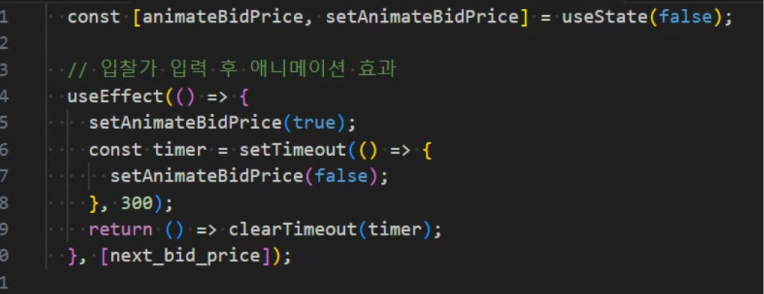 1 const [animateBidPrice, setAnimateBidPrice] = useState(false);
2
3 // 입찰가 입력 후 애니메이션 효과
4 useEffect(() => {
5 setAnimateBidPrice(true);
6 const timer = setTimeout(() => {
7 setAnimateBidPrice(false);
8 }, 300);
9 return () => clearTimeout(timer);
0 }, [next_bid_price]);
1